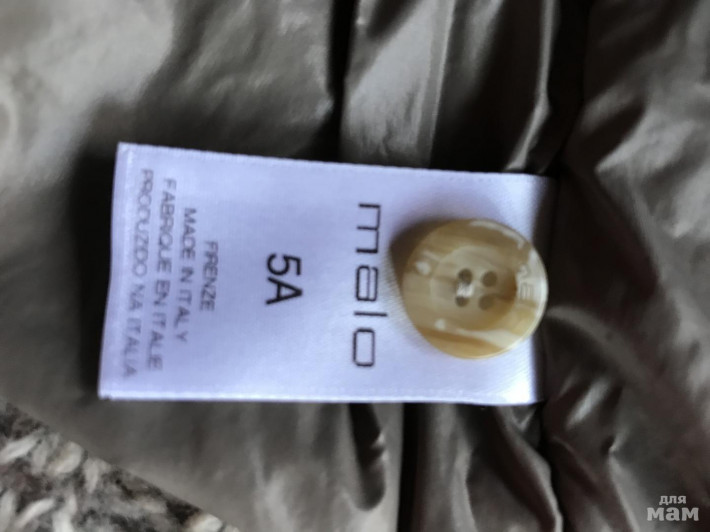 malo
5A
FIRENZE
MADE IN ITALY
FABRIQUE EN ITALIE
PRODUZIDO NA ITALIA
для
мам